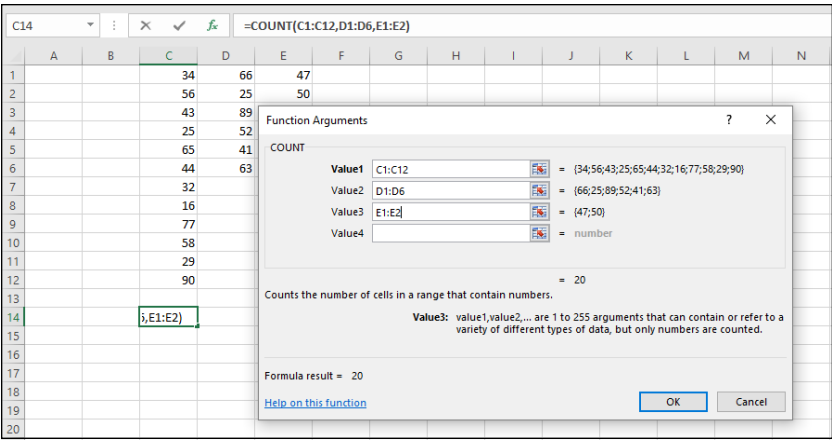 C14 fx =COUNT(C1:C12,D1:D6,E1:E2)
A B C D E F G H I J K L M N
1 34 66 47
2 56 25 50
3 43 89
4 25 52
5 65 41
6 44 63
7 32
8 16
9 77
10 58
11 29
12 90
13
14 ,E1:E2)
15
16
17
18
19
20
Function Arguments ? ×
COUNT
Value1 C1:C12 = {34;56;43;25;65;44;32;16;77;58;29;90}
Value2 D1:D6 = {66;25;89;52;41;63}
Value3 E1:E2 = {47;50}
Value4 = number
= 20
Counts the number of cells in a range that contain numbers.
Value3: value1,value2,... are 1 to 255 arguments that can contain or refer to a
variety of different types of data, but only numbers are counted.
Formula result = 20
Help on this function OK Cancel